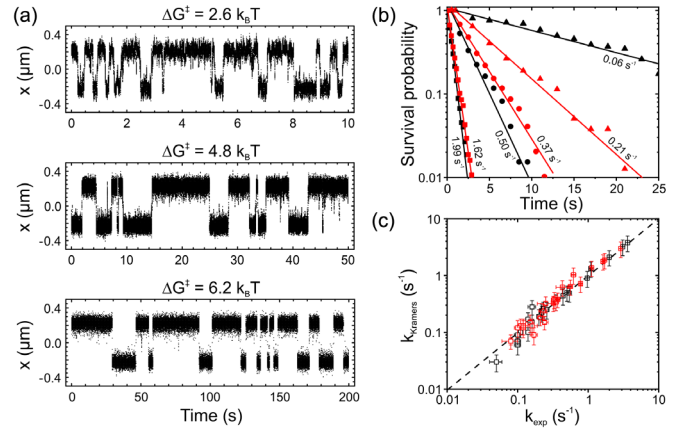 (a)
ΔG‡ = 2.6 kBT
x (μm)
0.4
0.0
-0.4
0 2 4 6 8 10
ΔG‡ = 4.8 kBT
x (μm)
0.4
0.0
-0.4
0 10 20 30 40 50
ΔG‡ = 6.2 kBT
x (μm)
0.4
0.0
-0.4
0 40 80 120 160 200
Time (s)
(b)
Survival probability
1
0.1
0.01
0.06 s⁻¹
0.21 s⁻¹
0.37 s⁻¹
0.50 s⁻¹
1.62 s⁻¹
1.99 s⁻¹
0 5 10 15 20 25
Time (s)
(c)
kKramers (s⁻¹)
10
1
0.1
0.01
0.01 0.1 1 10
kexp (s⁻¹)